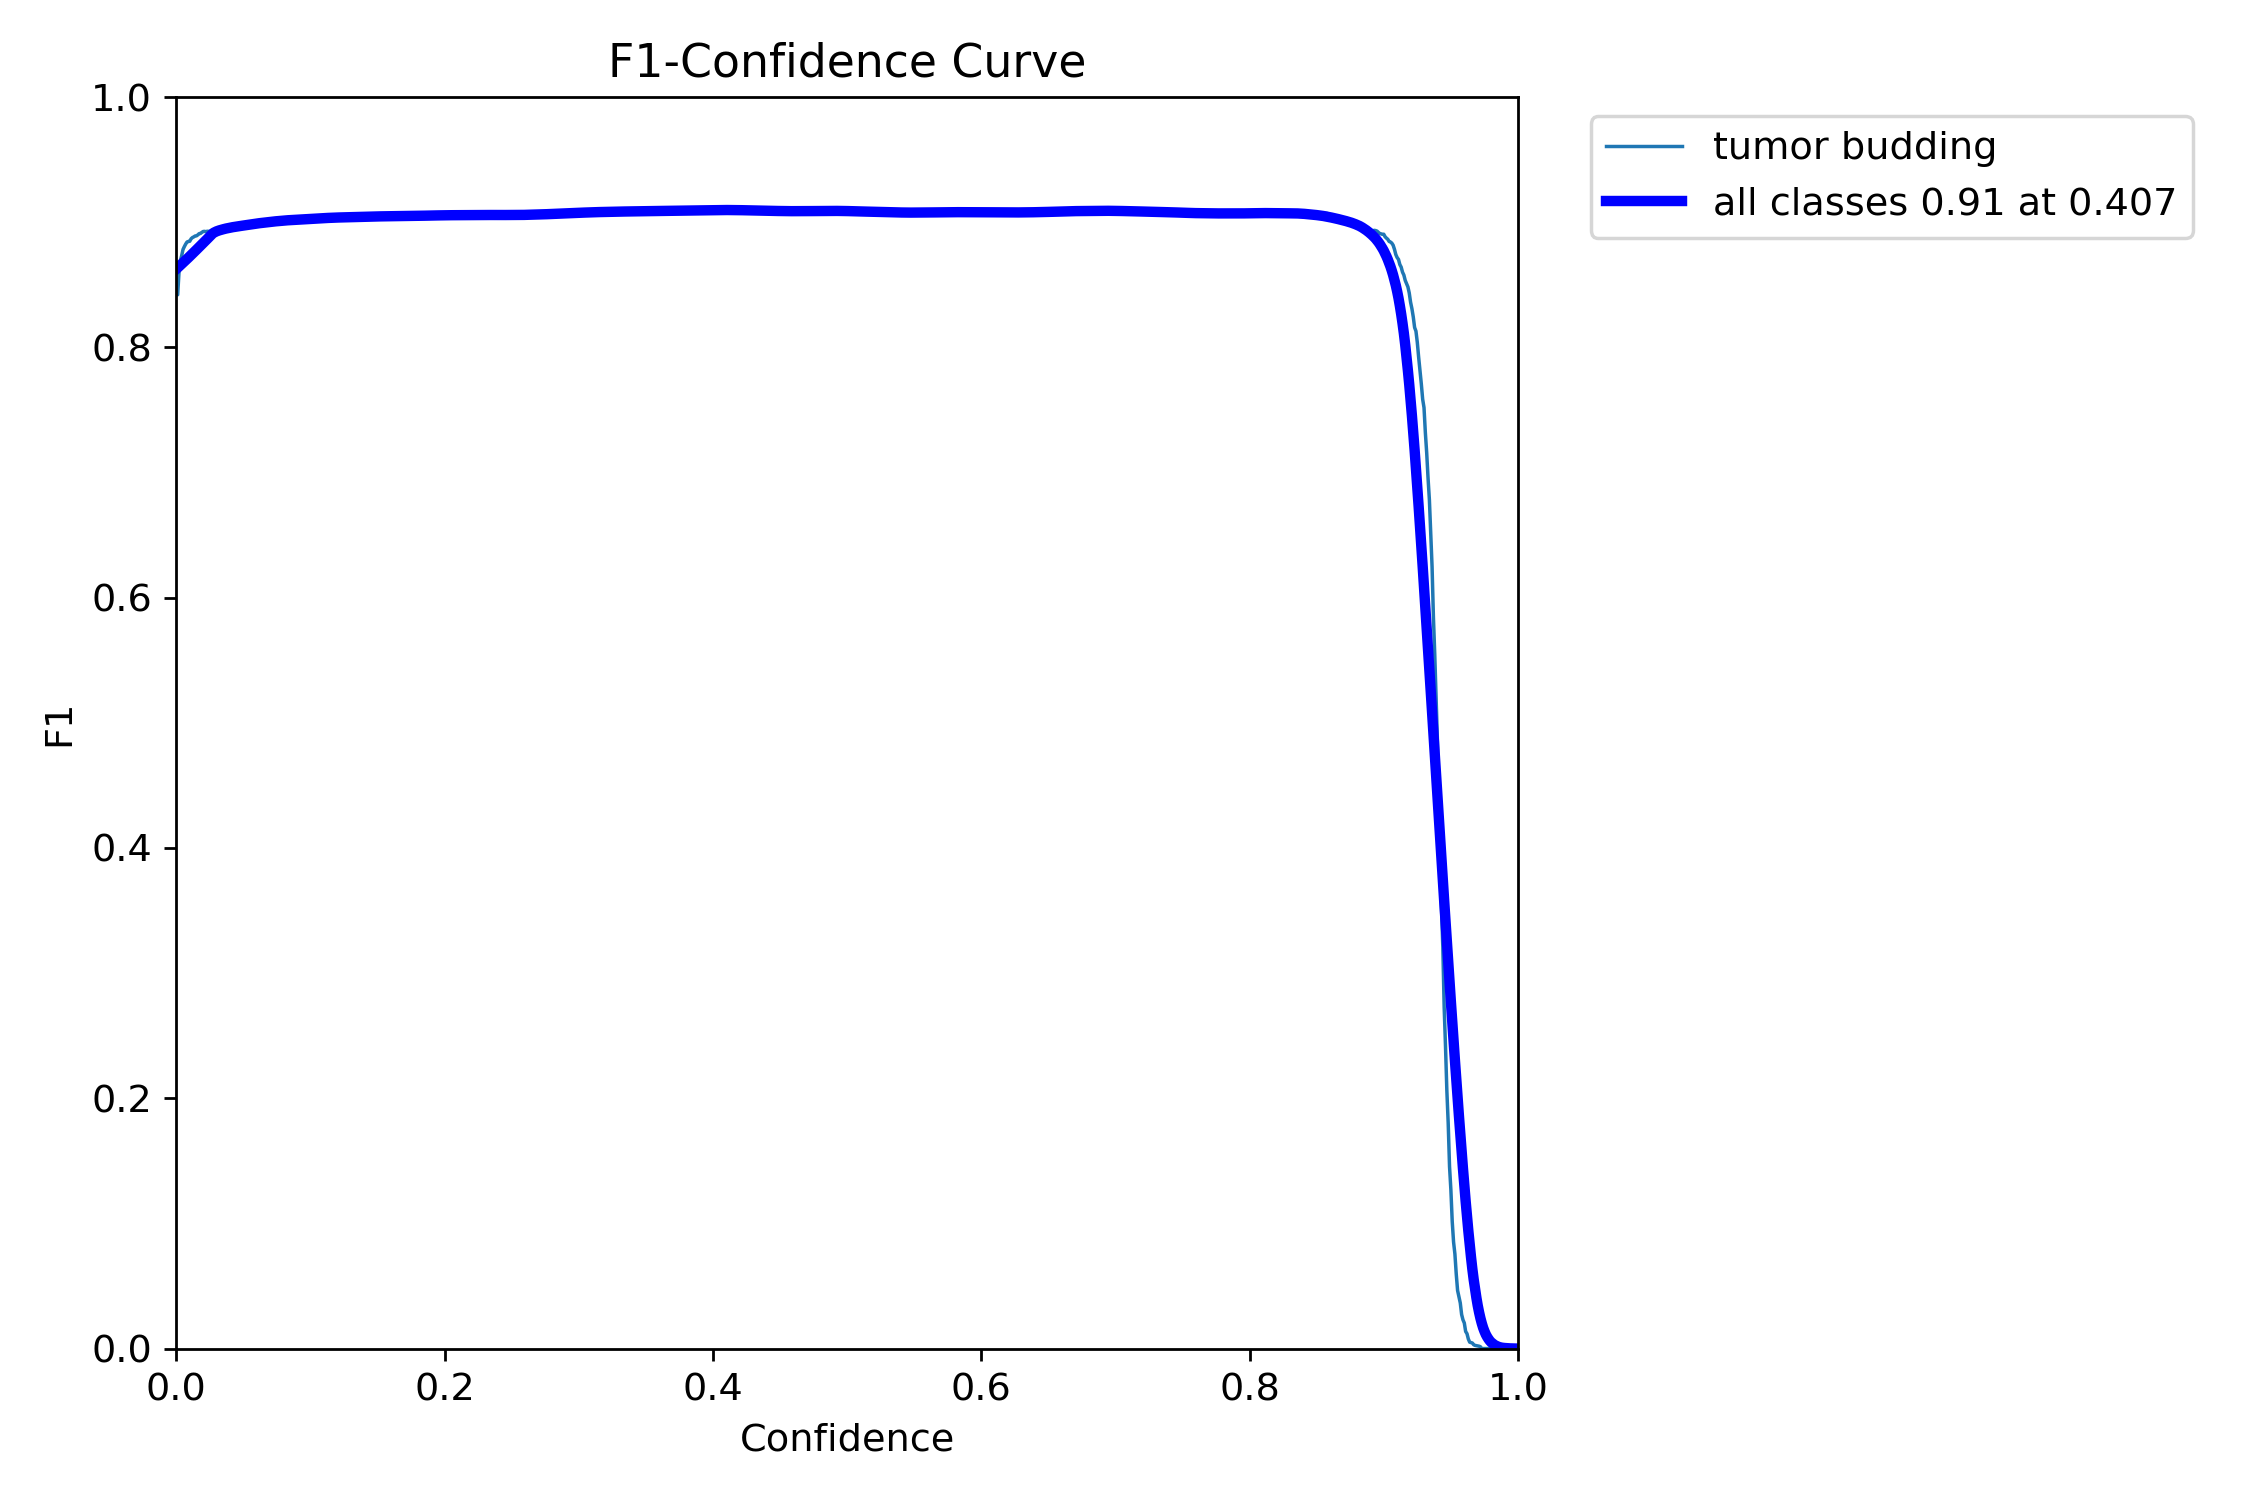 F1-Confidence Curve
1.0
0.8
0.6
0.4
0.2
0.0
F1
0.0 0.2 0.4 0.6 0.8 1.0
Confidence
tumor budding
all classes 0.91 at 0.407